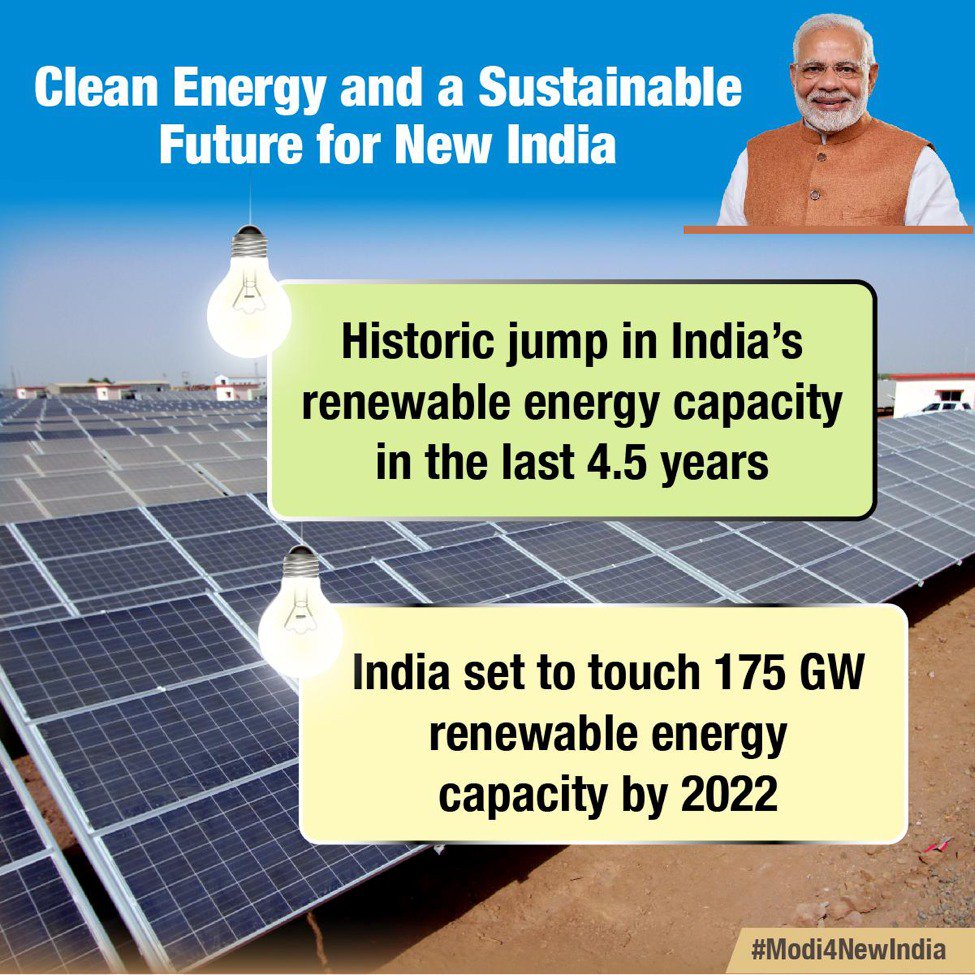 Clean Energy and a Sustainable
Future for New India
Historic jump in India’s
renewable energy capacity
in the last 4.5 years
India set to touch 175 GW
renewable energy
capacity by 2022
#Modi4NewIndia